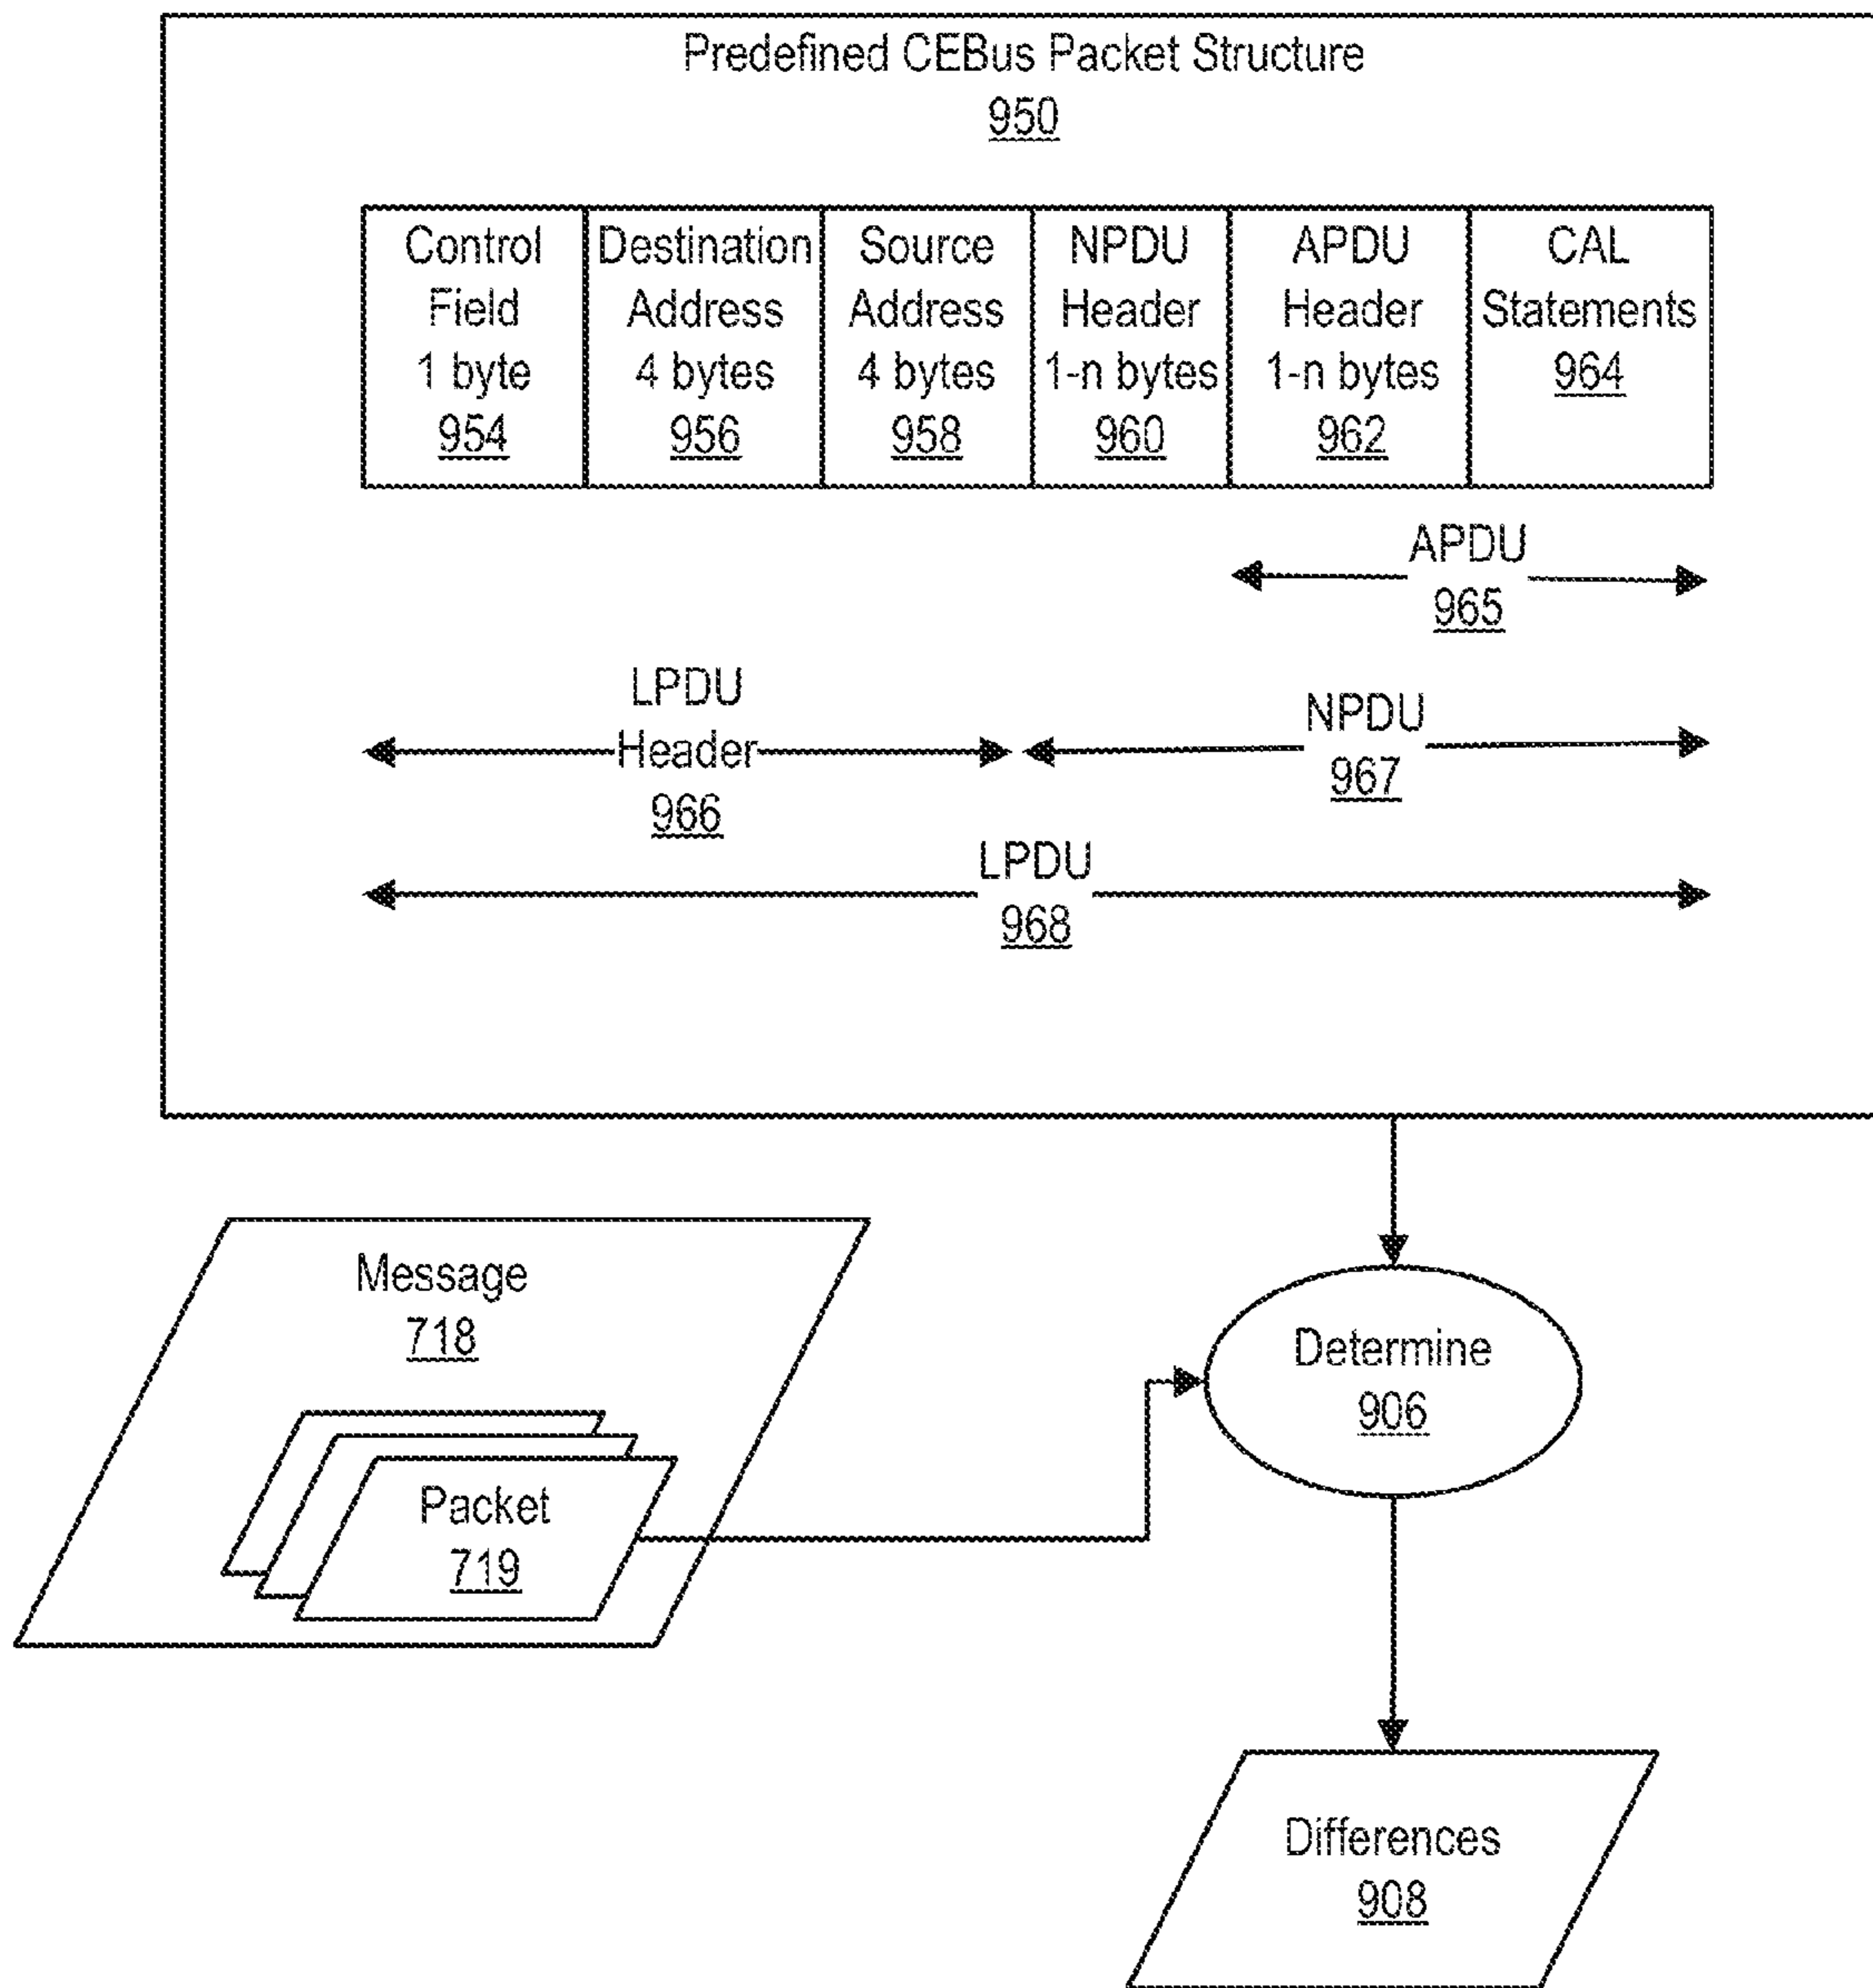 Predefined CEBus Packet Structure
950
Control
Field
1 byte
954
Destination
Address
4 bytes
956
Source
Address
4 bytes
958
NPDU
Header
1-n bytes
960
APDU
Header
1-n bytes
962
CAL
Statements
964
APDU
965
LPDU
Header
966
NPDU
967
LPDU
968
Message
718
Packet
719
Determine
906
Differences
908